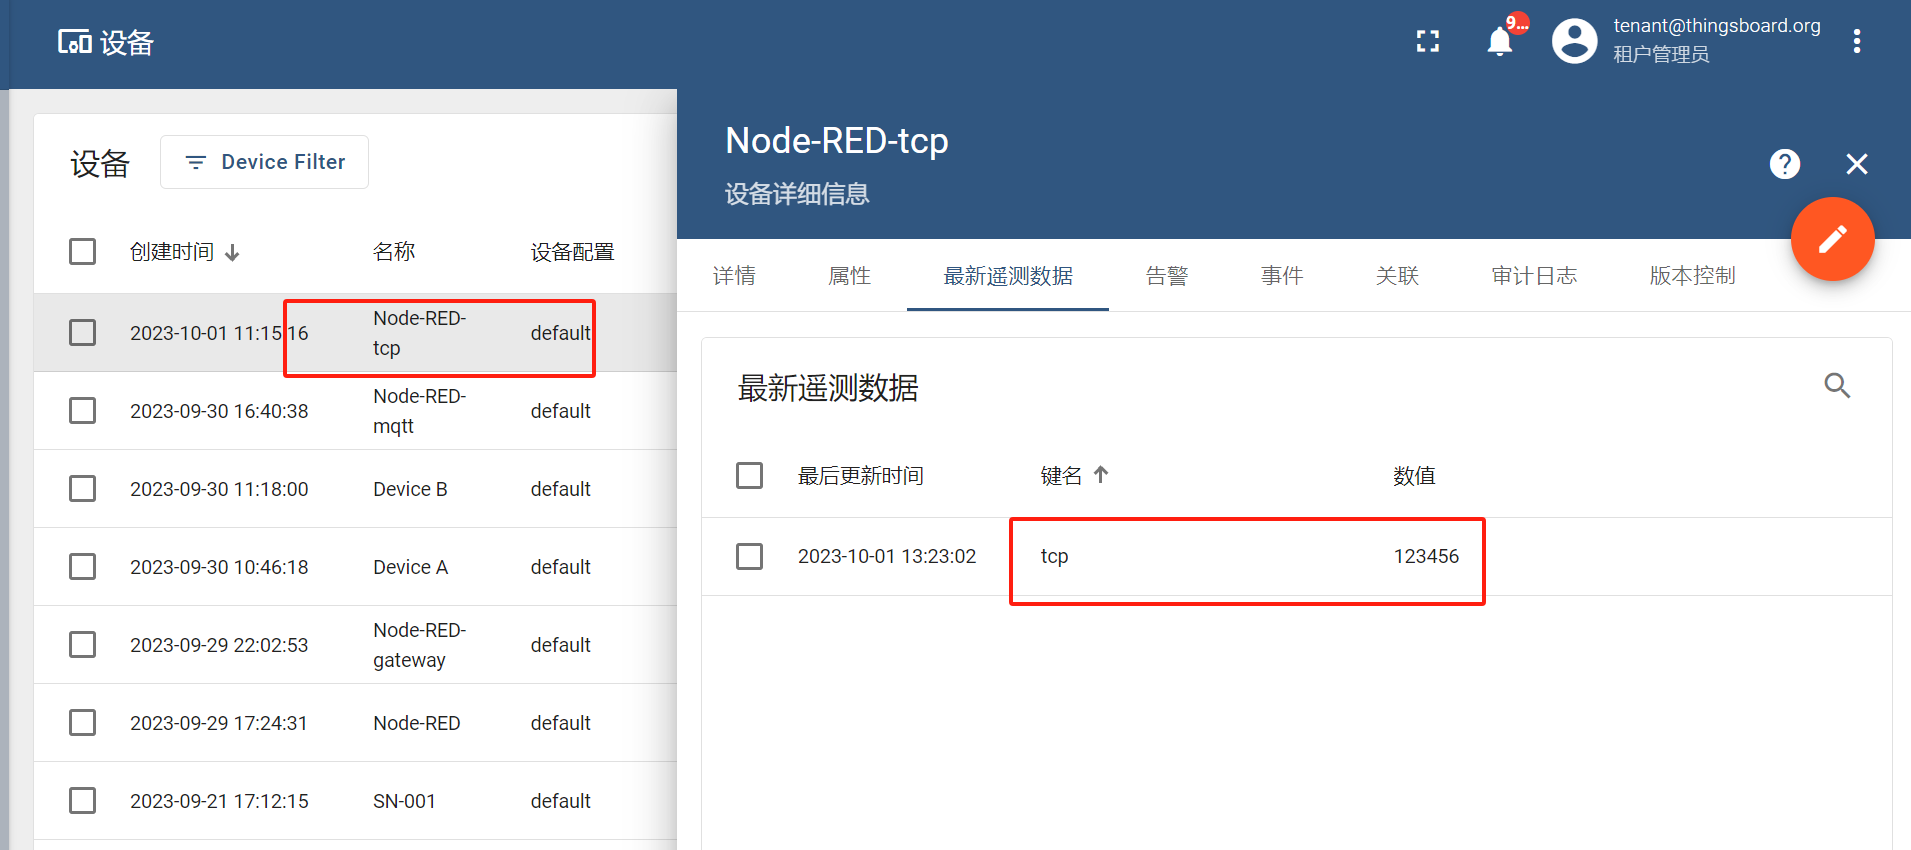 设备
9...
tenant@thingsboard.org
租户管理员
设备
Device Filter
创建时间 名称 设备配置
2023-10-01 11:15:16 Node-RED-tcp default
2023-09-30 16:40:38 Node-RED-mqtt default
2023-09-30 11:18:00 Device B default
2023-09-30 10:46:18 Device A default
2023-09-29 22:02:53 Node-RED-gateway default
2023-09-29 17:24:31 Node-RED default
2023-09-21 17:12:15 SN-001 default
Node-RED-tcp
设备详细信息
详情 属性 最新遥测数据 告警 事件 关联 审计日志 版本控制
最新遥测数据
最后更新时间 键名 数值
2023-10-01 13:23:02 tcp 123456